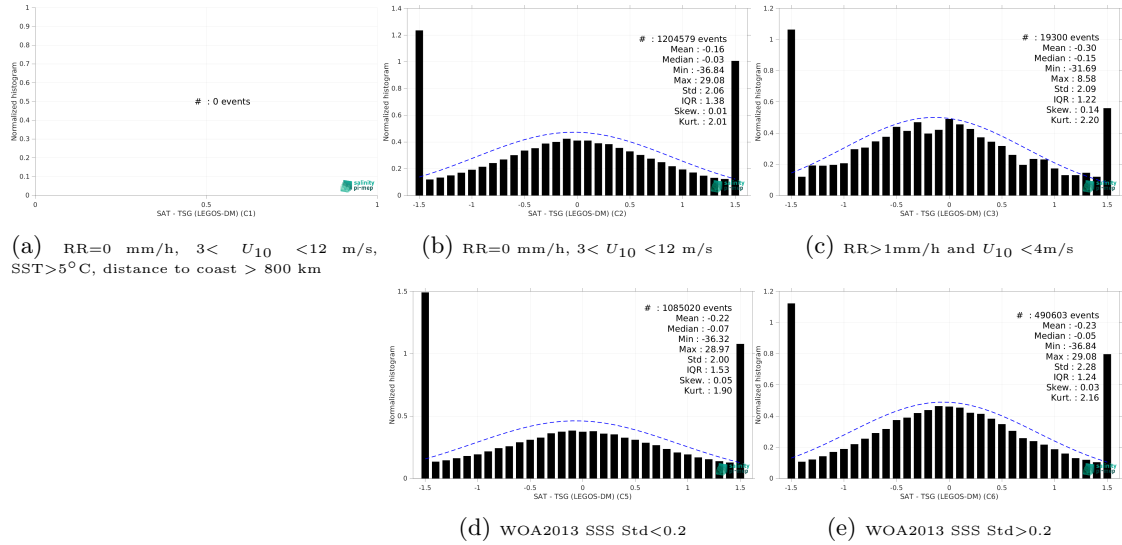 1
0.9
0.8
0.7
0.6
0.5
0.4
0.3
0.2
0.1
0
Normalized histogram
# : 0 events
salinity
pi-mep
0
0.5
1
SAT - TSG (LEGOS-DM) (C1)
(a) RR=0 mm/h, 3< U10 <12 m/s,
SST>5°C, distance to coast > 800 km
1.4
1.2
1
0.8
0.6
0.4
0.2
0
Normalized histogram
# : 1204579 events
Mean : -0.16
Median : -0.03
Min : -36.84
Max : 29.08
Std : 2.06
IQR : 1.38
Skew. : 0.01
Kurt. : 2.01
salinity
pi-mep
-1.5
-1
-0.5
0
0.5
1
1.5
SAT - TSG (LEGOS-DM) (C2)
(b) RR=0 mm/h, 3< U10 <12 m/s
1.2
1
0.8
0.6
0.4
0.2
0
Normalized histogram
# : 19300 events
Mean : -0.30
Median : -0.15
Min : -31.69
Max : 8.58
Std : 2.09
IQR : 1.22
Skew. : 0.14
Kurt. : 2.20
salinity
pi-mep
-1.5
-1
-0.5
0
0.5
1
1.5
SAT - TSG (LEGOS-DM) (C3)
(c) RR>1mm/h and U10 <4m/s
1.5
1
0.5
0
Normalized histogram
# : 1085020 events
Mean : -0.22
Median : -0.07
Min : -36.32
Max : 28.97
Std : 2.00
IQR : 1.53
Skew. : 0.05
Kurt. : 1.90
salinity
pi-mep
-1.5
-1
-0.5
0
0.5
1
1.5
SAT - TSG (LEGOS-DM) (C5)
(d) WOA2013 SSS Std<0.2
1.2
1
0.8
0.6
0.4
0.2
0
Normalized histogram
# : 490603 events
Mean : -0.23
Median : -0.05
Min : -36.84
Max : 29.08
Std : 2.28
IQR : 1.24
Skew. : 0.03
Kurt. : 2.16
salinity
pi-mep
-1.5
-1
-0.5
0
0.5
1
1.5
SAT - TSG (LEGOS-DM) (C6)
(e) WOA2013 SSS Std>0.2